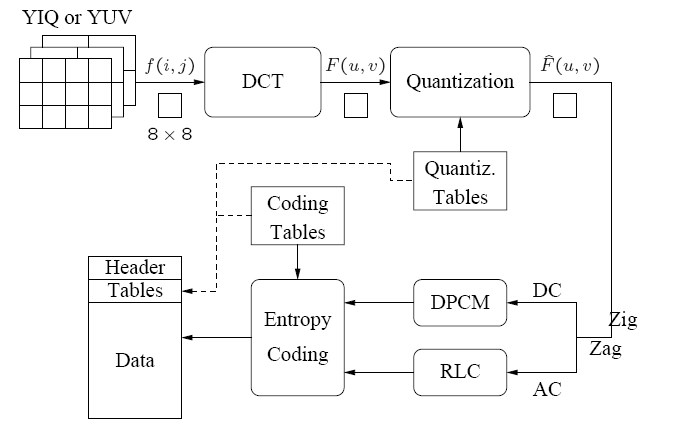 YIQ or YUV
f(i, j)
DCT
F(u, v)
Quantization
F̂(u, v)
8 × 8
Quantiz.
Tables
Coding
Tables
Header
Tables
Data
Entropy
Coding
DPCM
DC
RLC
AC
Zig
Zag